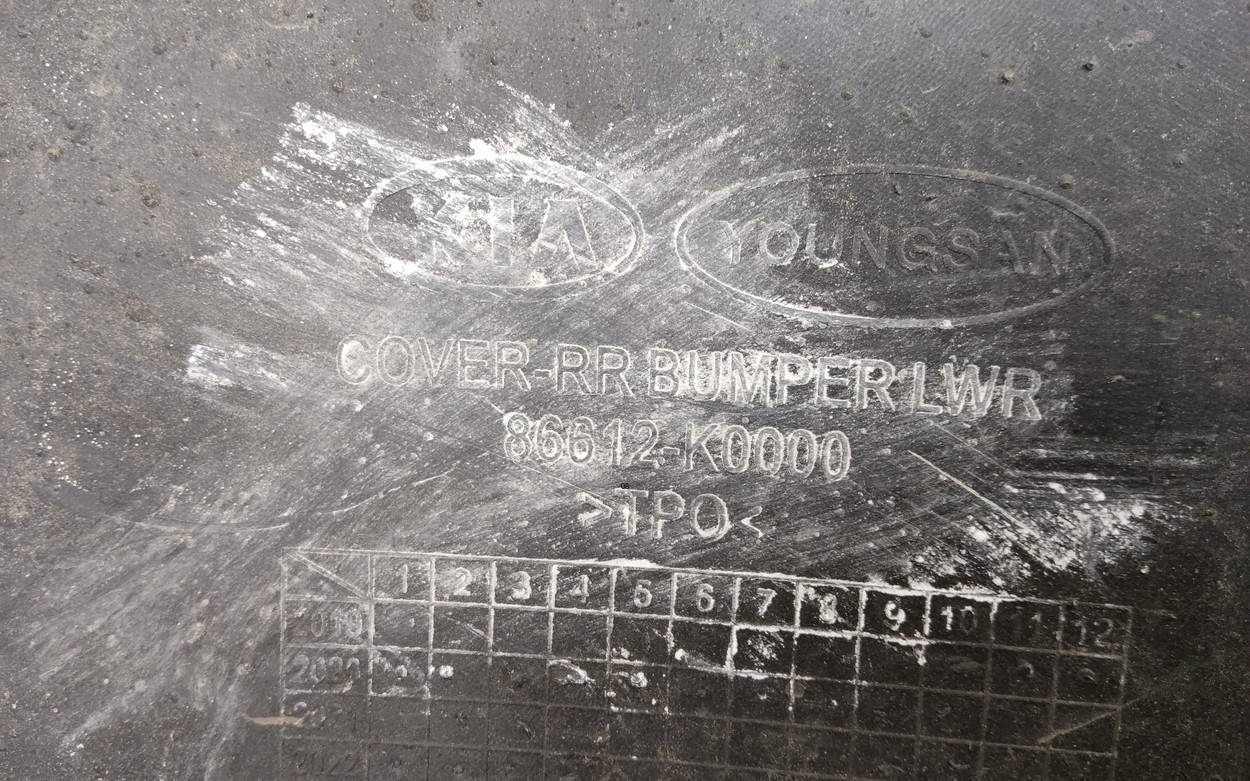 KIA YOUNGSAN
COVER-RR BUMPER LWR
86612-K0000
>TPO<
1 2 3 4 5 6 7 8 9 10 11 12
2019
2020
2022